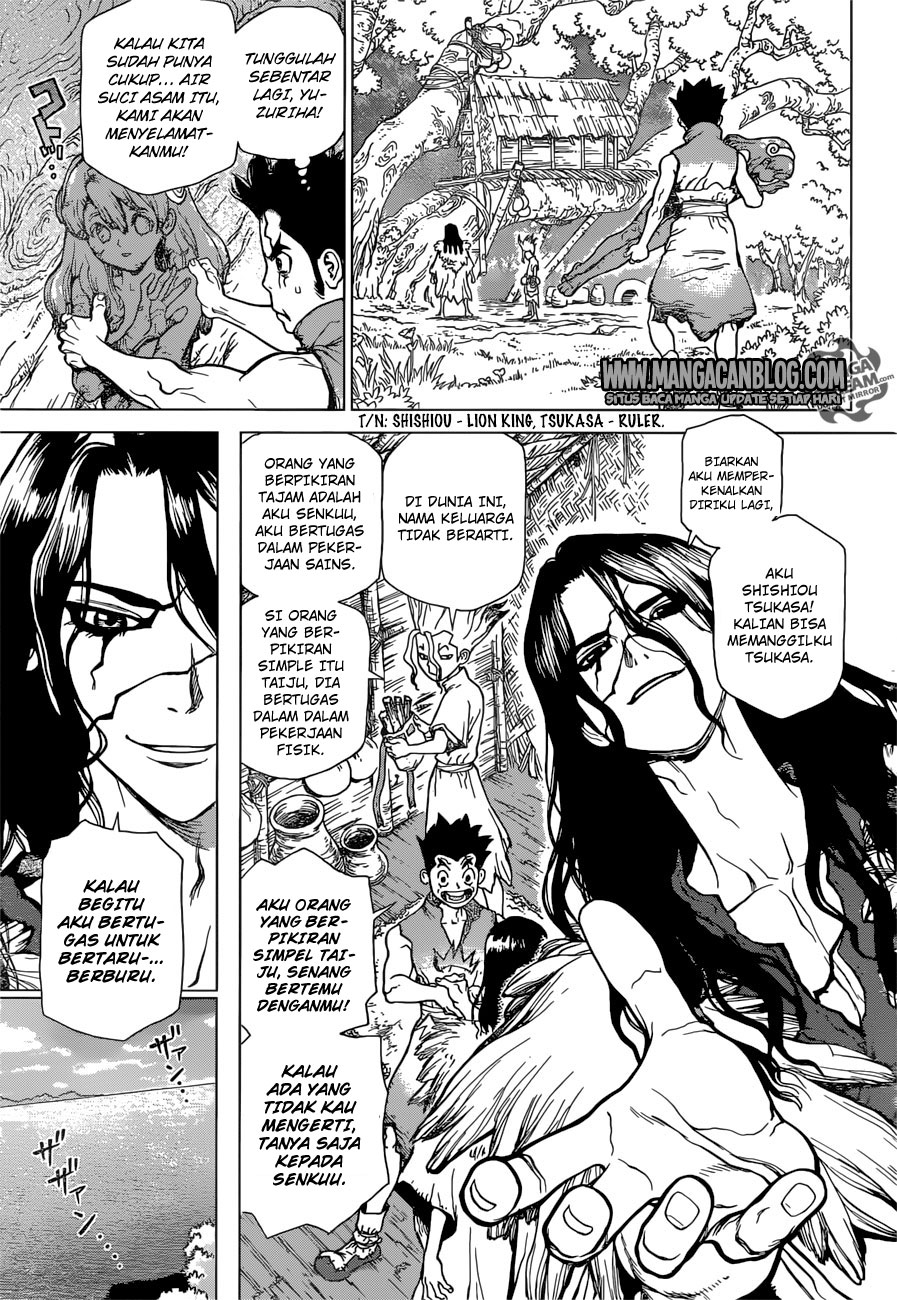 TUNGGULAH
SEBENTAR
LAGI, YU-
ZURIHA!
KALAU KITA
SUDAH PUNYA
CUKUP... AIR
SUCI ASAM ITU,
KAMI AKAN
MENYELAMAT-
KANMU!
WWW.MANGACANBLOG.COM
SITUS BACA MANGA UPDATE SETIAP HARI
T/N: SHISHIOU - LION KING, TSUKASA - RULER.
BIARKAN
AKU MEMPER-
KENALKAN
DIRIKU LAGI,
AKU
SHISHIOU
TSUKASA!
KALIAN BISA
MEMANGGILKU
TSUKASA.
DI DUNIA INI,
NAMA KELUARGA
TIDAK BERARTI.
ORANG YANG
BERPIKIRAN
TAJAM ADALAH
AKU SENKUU,
AKU BERTUGAS
DALAM PEKER-
JAAN SAINS.
SI ORANG
YANG BER-
PIKIRAN
SIMPLE ITU
TAIJU, DIA
BERTUGAS
DALAM DALAM
PEKERJAAN
FISIK.
AKU ORANG
YANG BER-
PIKIRAN
SIMPEL TAI-
JU, SENANG
BERTEMU
DENGANMU!
KALAU
ADA YANG
TIDAK KAU
MENGERTI,
TANYA SAJA
KEPADA
SENKUU.
KALAU
BEGITU
AKU BERTU-
GAS UNTUK
BERTARU-...
BERBURU.
ザァン...
ザザァン...